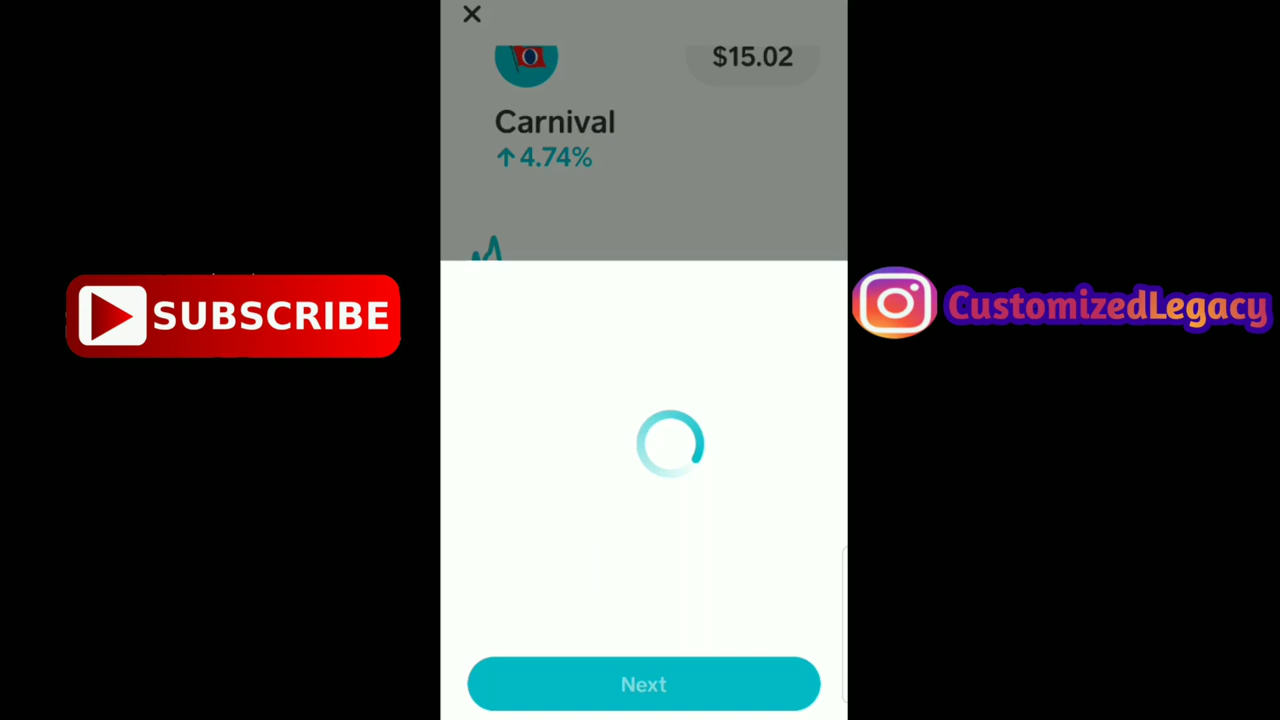 $15.02
Carnival
↑ 4.74%
SUBSCRIBE
CustomizedLegacy
Next